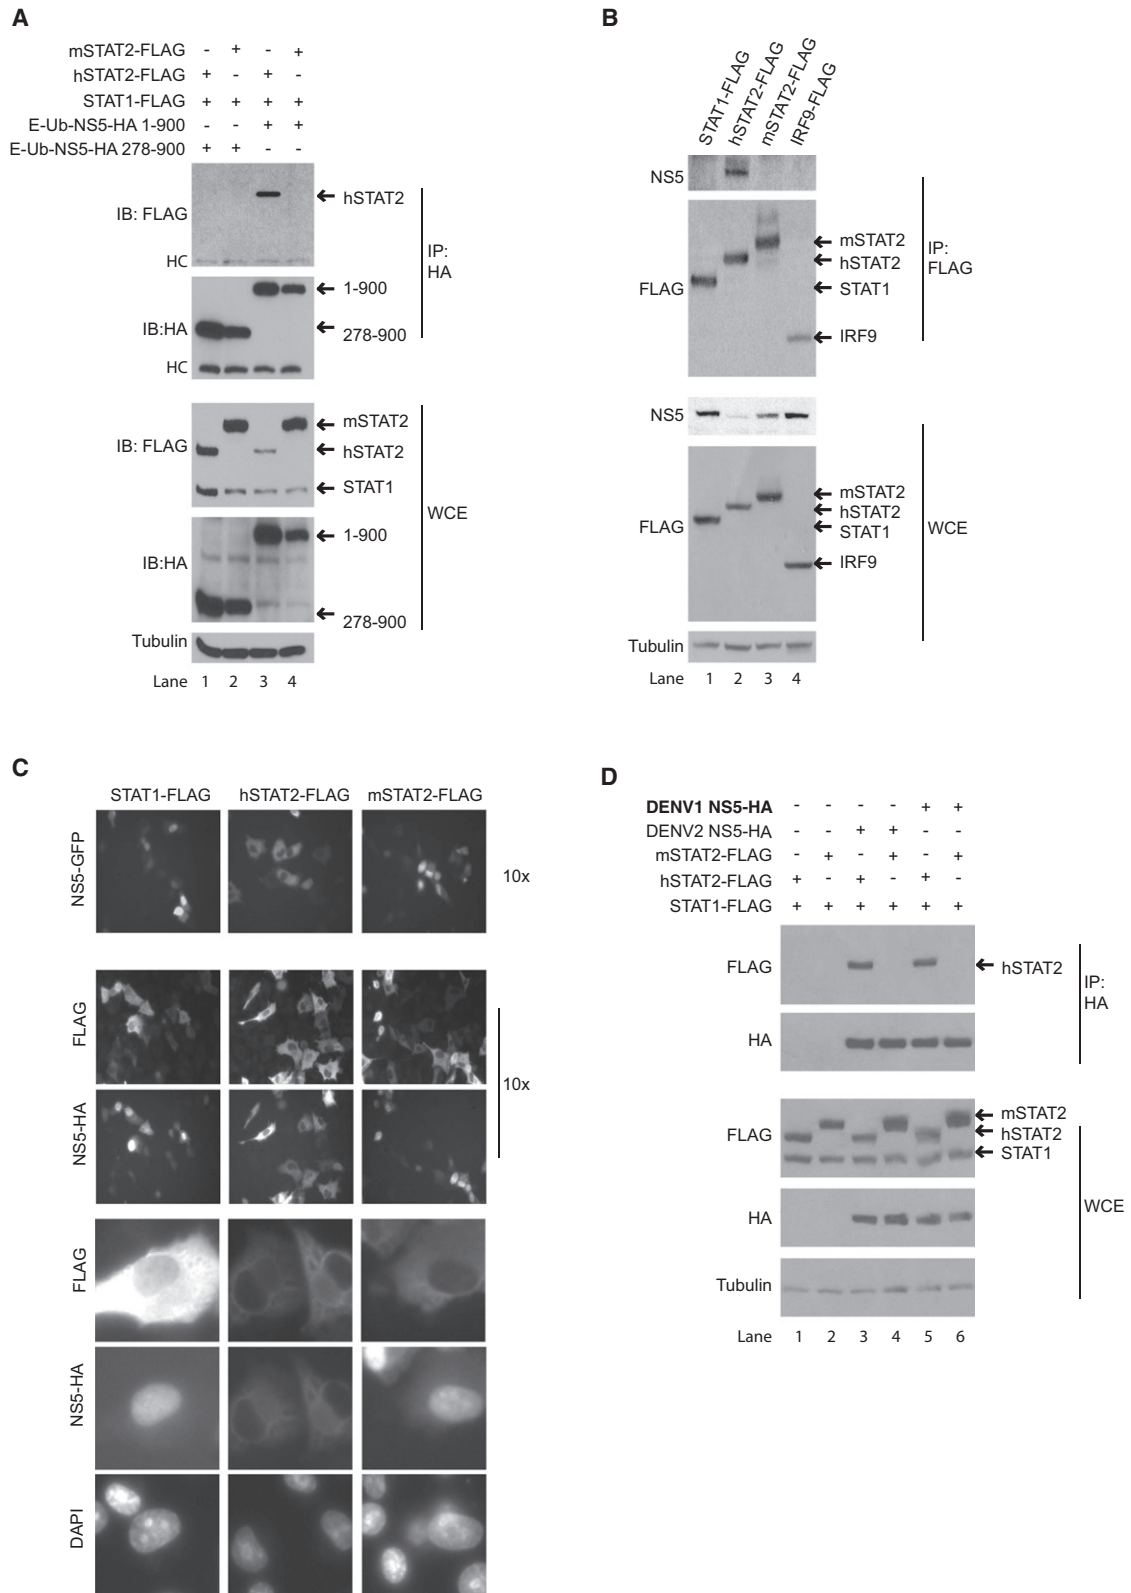 A
mSTAT2-FLAG - + - +
hSTAT2-FLAG + - + -
STAT1-FLAG + + + +
E-Ub-NS5-HA 1-900 - - + +
E-Ub-NS5-HA 278-900 + + - -
IB: FLAG
hSTAT2
HC
IP:
HA
IB:HA
1-900
278-900
HC
IB: FLAG
mSTAT2
hSTAT2
STAT1
WCE
IB:HA
1-900
278-900
Tubulin
Lane 1 2 3 4
B
STAT1-FLAG
hSTAT2-FLAG
mSTAT2-FLAG
IRF9-FLAG
NS5
FLAG
mSTAT2
hSTAT2
STAT1
IRF9
IP:
FLAG
NS5
FLAG
mSTAT2
hSTAT2
STAT1
IRF9
WCE
Tubulin
Lane 1 2 3 4
C
STAT1-FLAG hSTAT2-FLAG mSTAT2-FLAG
NS5-GFP
10x
FLAG
NS5-HA
10x
FLAG
NS5-HA
DAPI
D
DENV1 NS5-HA - - - - + +
DENV2 NS5-HA - - + + - -
mSTAT2-FLAG - + - + - +
hSTAT2-FLAG + - + - + -
STAT1-FLAG + + + + + +
FLAG
hSTAT2
HA
IP:
HA
FLAG
mSTAT2
hSTAT2
STAT1
HA
WCE
Tubulin
Lane 1 2 3 4 5 6